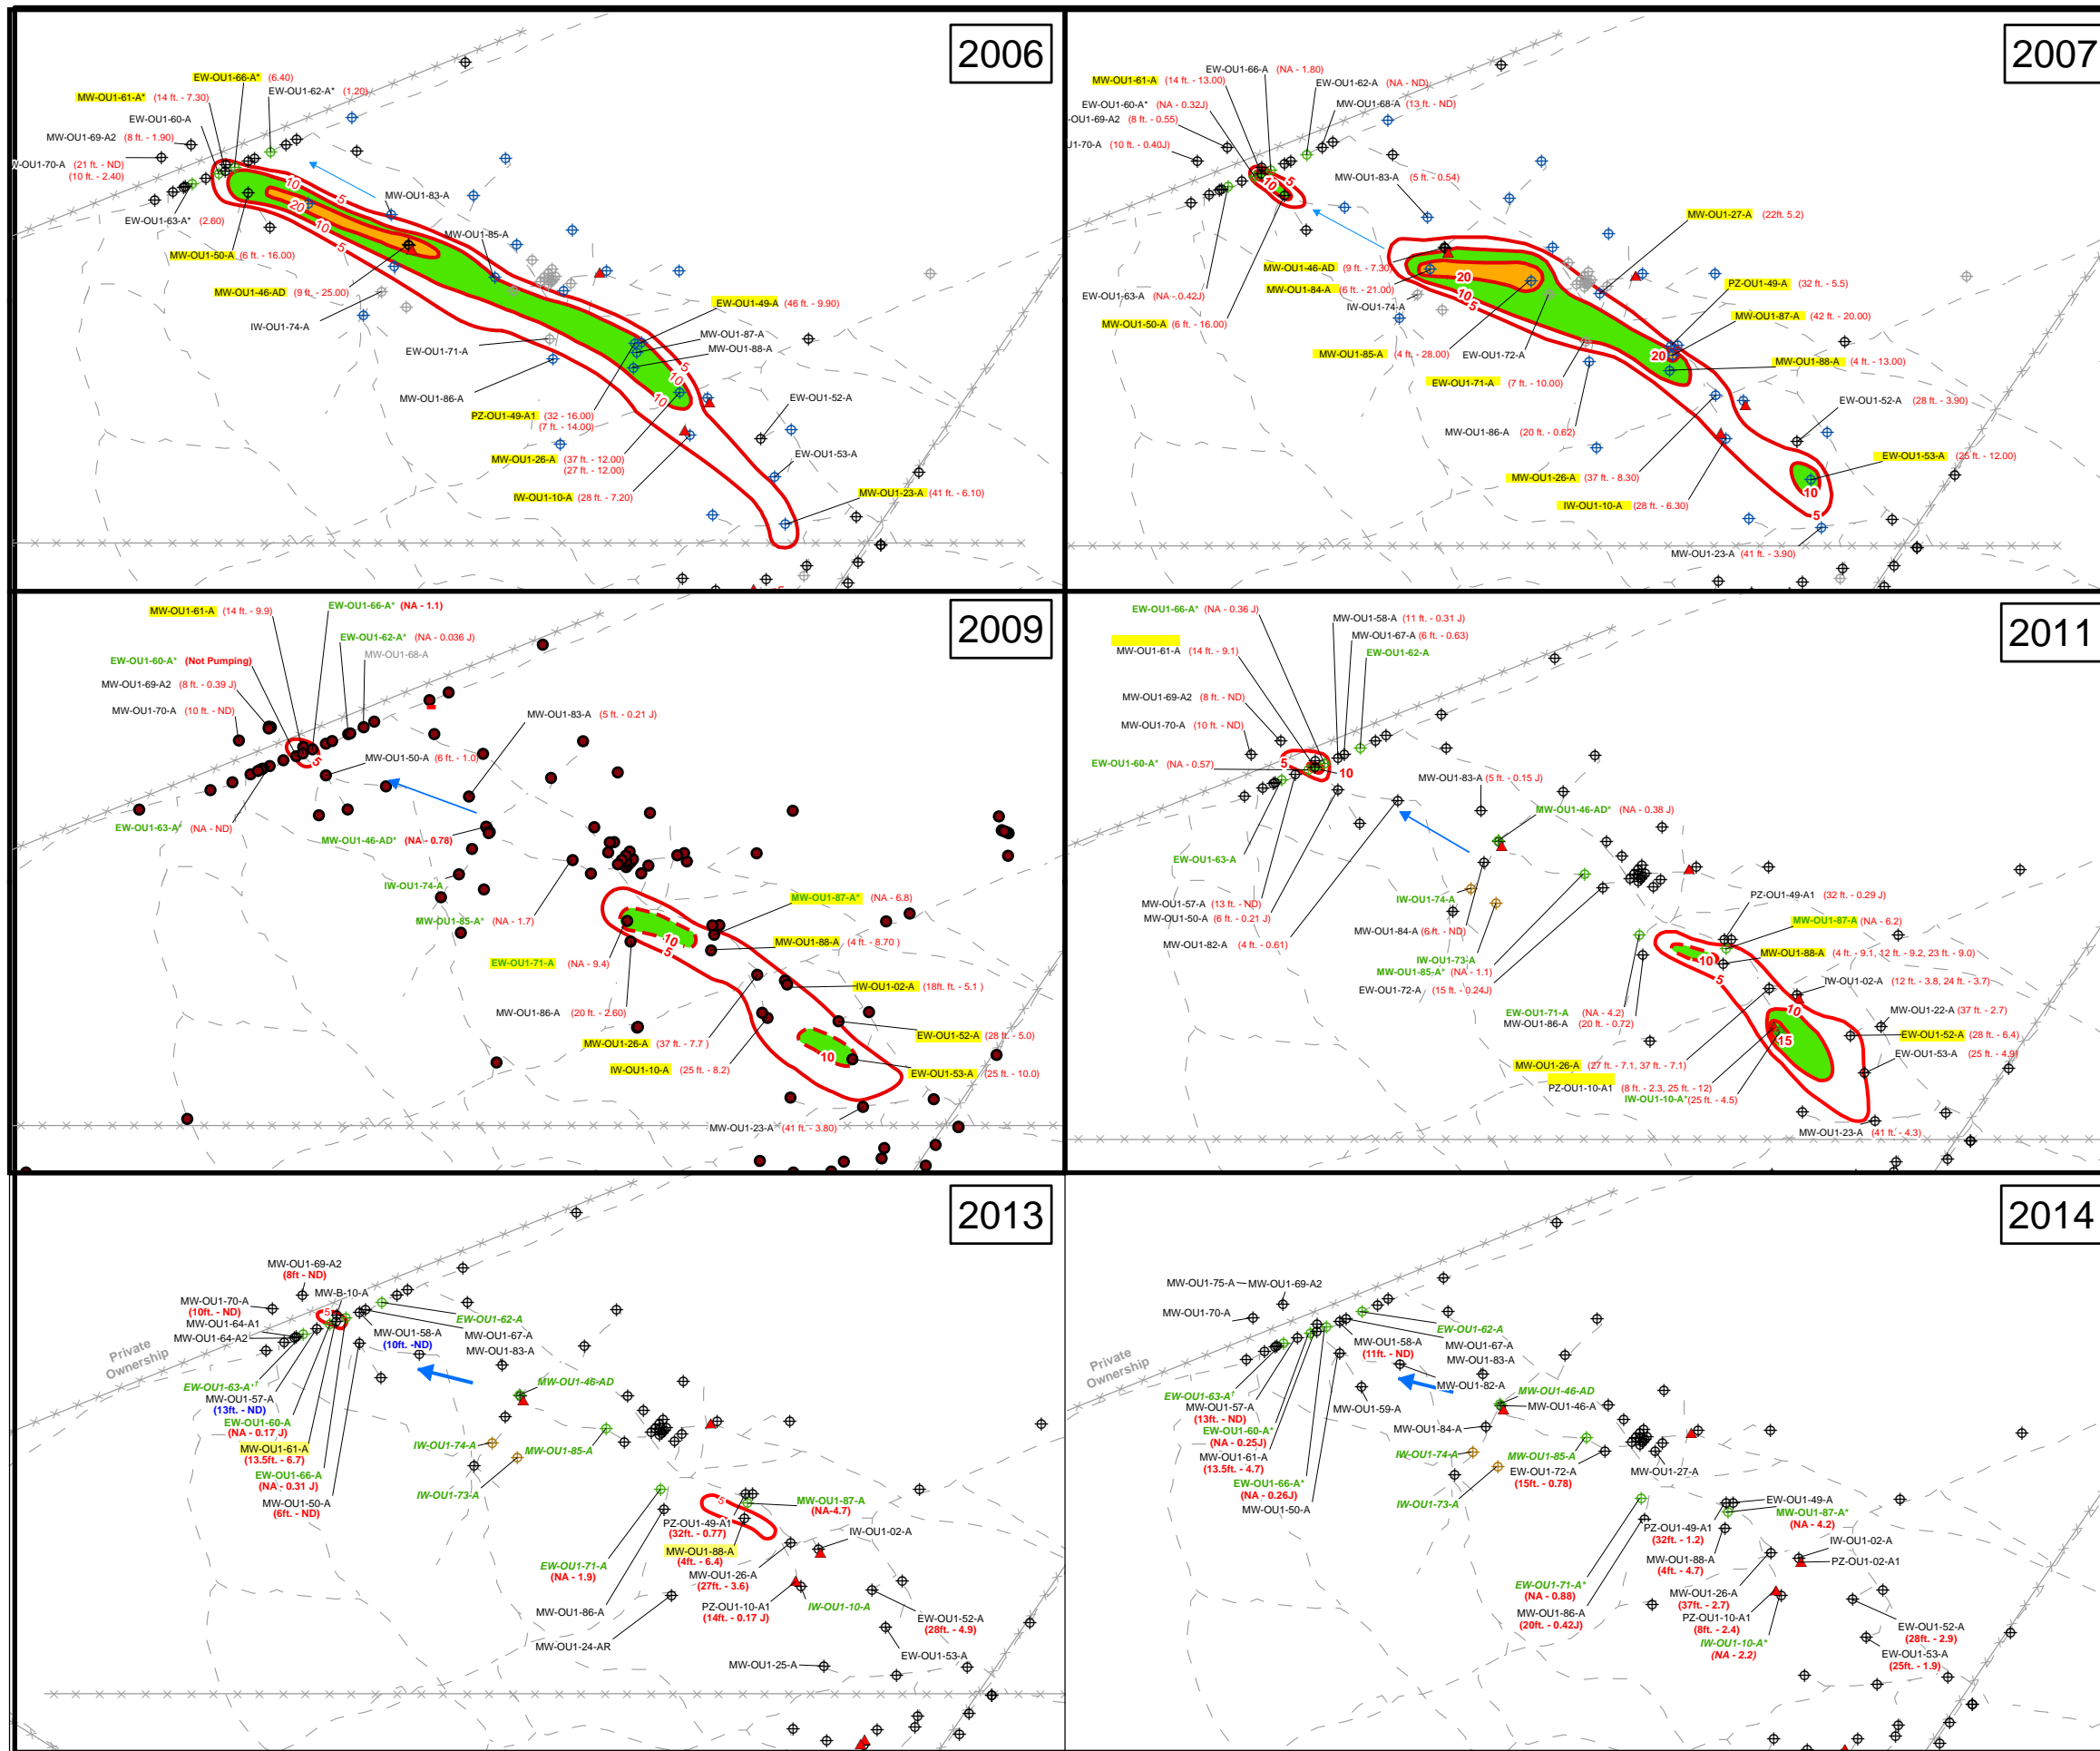 2006
EW-OU1-66-A* (6.40)
MW-OU1-61-A* (14 ft. - 7.30)
EW-OU1-62-A* (1.20)
EW-OU1-60-A
MW-OU1-69-A2 (8 ft. - 1.90)
W-OU1-70-A (21 ft. - ND)
(10 ft. - 2.40)
MW-OU1-83-A
EW-OU1-63-A* (2.60)
MW-OU1-85-A
MW-OU1-50-A (6 ft. - 16.00)
MW-OU1-46-AD (9 ft. - 25.00)
EW-OU1-49-A (46 ft. - 9.90)
IW-OU1-74-A
MW-OU1-87-A
MW-OU1-88-A
EW-OU1-71-A
MW-OU1-86-A
EW-OU1-52-A
PZ-OU1-49-A1 (32 - 16.00)
(7 ft. - 14.00)
MW-OU1-26-A (37 ft. - 12.00)
(27 ft. - 12.00)
EW-OU1-53-A
IW-OU1-10-A (28 ft. - 7.20)
MW-OU1-23-A (41 ft. - 6.10)
10
5
20
10
5
5
10
10
2007
EW-OU1-66-A (NA - 1.80)
MW-OU1-61-A (14 ft. - 13.00)
EW-OU1-62-A (NA - ND)
EW-OU1-60-A* (NA - 0.32J)
MW-OU1-68-A (13 ft. - ND)
-OU1-69-A2 (8 ft. - 0.55)
U1-70-A (10 ft. - 0.40J)
MW-OU1-83-A (5 ft. - 0.54)
MW-OU1-27-A (22ft. 5.2)
MW-OU1-46-AD (9 ft. - 7.30)
MW-OU1-84-A (6 ft. - 21.00)
PZ-OU1-49-A (32 ft. - 5.5)
EW-OU1-63-A (NA - 0.42J)
IW-OU1-74-A
MW-OU1-87-A (42 ft. - 20.00)
MW-OU1-50-A (6 ft. - 16.00)
MW-OU1-85-A (4 ft. - 28.00)
EW-OU1-72-A
MW-OU1-88-A (4 ft. - 13.00)
EW-OU1-71-A (7 ft. - 10.00)
EW-OU1-52-A (28 ft. - 3.90)
MW-OU1-86-A (20 ft. - 0.62)
EW-OU1-53-A (25 ft. - 12.00)
MW-OU1-26-A (37 ft. - 8.30)
IW-OU1-10-A (28 ft. - 6.30)
MW-OU1-23-A (41 ft. - 3.90)
5
10
20
10
5
20
10
5
2009
EW-OU1-66-A* (NA - 1.1)
MW-OU1-61-A (14 ft. - 9.9)
EW-OU1-62-A* (NA - 0.036 J)
MW-OU1-68-A
EW-OU1-60-A* (Not Pumping)
MW-OU1-69-A2 (8 ft. - 0.39 J)
MW-OU1-70-A (10 ft. - ND)
MW-OU1-83-A (5 ft. - 0.21 J)
MW-OU1-50-A (6 ft. - 1.0)
EW-OU1-63-A* (NA - ND)
MW-OU1-46-AD* (NA - 0.78)
IW-OU1-74-A
MW-OU1-87-A* (NA - 6.8)
MW-OU1-85-A* (NA - 1.7)
MW-OU1-88-A (4 ft. - 8.70 )
EW-OU1-71-A (NA - 9.4)
IW-OU1-02-A (18ft. ft. - 5.1 )
MW-OU1-86-A (20 ft. - 2.60)
EW-OU1-52-A (28 ft. - 5.0)
MW-OU1-26-A (37 ft. - 7.7 )
IW-OU1-10-A (25 ft. - 8.2)
EW-OU1-53-A (25 ft. - 10.0)
MW-OU1-23-A (41 ft. - 3.80)
5
10
5
10
2011
EW-OU1-66-A* (NA - 0.36 J)
MW-OU1-58-A (11 ft. - 0.31 J)
MW-OU1-67-A (6 ft. - 0.63)
MW-OU1-61-A (14 ft. - 9.1)
EW-OU1-62-A
MW-OU1-69-A2 (8 ft. - ND)
MW-OU1-70-A (10 ft. - ND)
EW-OU1-60-A* (NA - 0.57)
MW-OU1-83-A (5 ft. - 0.15 J)
MW-OU1-46-AD* (NA - 0.38 J)
EW-OU1-63-A
IW-OU1-74-A
PZ-OU1-49-A1 (32 ft. - 0.29 J)
MW-OU1-57-A (13 ft. - ND)
MW-OU1-50-A (6 ft. - 0.21 J)
MW-OU1-87-A (NA - 6.2)
MW-OU1-84-A (6 ft. - ND)
MW-OU1-82-A (4 ft. - 0.61)
MW-OU1-88-A (4 ft. - 9.1, 12 ft. - 9.2, 23 ft. - 9.0)
IW-OU1-73-A
MW-OU1-85-A* (NA - 1.1)
EW-OU1-72-A (15 ft. - 0.24J)
IW-OU1-02-A (12 ft. - 3.8, 24 ft. - 3.7)
EW-OU1-71-A (NA - 4.2)
MW-OU1-86-A (20 ft. - 0.72)
MW-OU1-22-A (37 ft. - 2.7)
EW-OU1-52-A (28 ft. - 6.4)
EW-OU1-53-A (25 ft. - 4.9)
MW-OU1-26-A (27 ft. - 7.1, 37 ft. - 7.1)
PZ-OU1-10-A1 (8 ft. - 2.3, 25 ft. - 12)
IW-OU1-10-A* (25 ft. - 4.5)
MW-OU1-23-A (41 ft. - 4.3)
5
10
10
5
10
15
2013
MW-OU1-69-A2
(8ft - ND)
MW-OU1-70-A
(10ft. - ND)
MW-B-10-A
MW-OU1-64-A1
MW-OU1-64-A2
EW-OU1-62-A
MW-OU1-58-A
(10ft. -ND)
MW-OU1-67-A
MW-OU1-83-A
Private
Ownership
EW-OU1-63-A†
MW-OU1-57-A
(13ft. - ND)
MW-OU1-46-AD
EW-OU1-60-A
(NA - 0.17 J)
MW-OU1-61-A
(13.5ft - 6.7)
IW-OU1-74-A
MW-OU1-85-A
EW-OU1-66-A
(NA - 0.31 J)
IW-OU1-73-A
MW-OU1-50-A
(6ft. - ND)
MW-OU1-87-A
(NA-4.7)
PZ-OU1-49-A1
(32ft. - 0.77)
IW-OU1-02-A
MW-OU1-88-A
(4ft. - 6.4)
EW-OU1-71-A
(NA - 1.9)
MW-OU1-26-A
(27ft. - 3.6)
PZ-OU1-10-A1
(14ft. - 0.17 J)
IW-OU1-10-A
MW-OU1-86-A
EW-OU1-52-A
(28ft. - 4.9)
MW-OU1-24-AR
EW-OU1-53-A
MW-OU1-25-A
5
5
2014
MW-OU1-75-A
MW-OU1-69-A2
MW-OU1-70-A
EW-OU1-62-A
MW-OU1-58-A
(11ft. - ND)
MW-OU1-67-A
MW-OU1-83-A
MW-OU1-82-A
Private
Ownership
EW-OU1-63-A†
MW-OU1-57-A
(13ft. - ND)
MW-OU1-59-A
MW-OU1-46-AD
MW-OU1-46-A
EW-OU1-60-A*
(NA - 0.25J)
MW-OU1-84-A
MW-OU1-61-A
(13.5ft - 4.7)
IW-OU1-74-A
MW-OU1-85-A
EW-OU1-72-A
(15ft. - 0.78)
MW-OU1-27-A
EW-OU1-66-A*
(NA - 0.26J)
MW-OU1-50-A
IW-OU1-73-A
EW-OU1-49-A
MW-OU1-87-A*
(NA - 4.2)
PZ-OU1-49-A1
(32ft. - 1.2)
IW-OU1-02-A
MW-OU1-88-A
(4ft. - 4.7)
PZ-OU1-02-A1
EW-OU1-71-A*
(NA - 0.88)
MW-OU1-26-A
(37ft. - 2.7)
MW-OU1-86-A
(20ft. - 0.42J)
PZ-OU1-10-A1
(8ft. - 2.4)
IW-OU1-10-A*
(NA - 2.2)
EW-OU1-52-A
(28ft. - 2.9)
EW-OU1-53-A
(25ft. - 1.9)